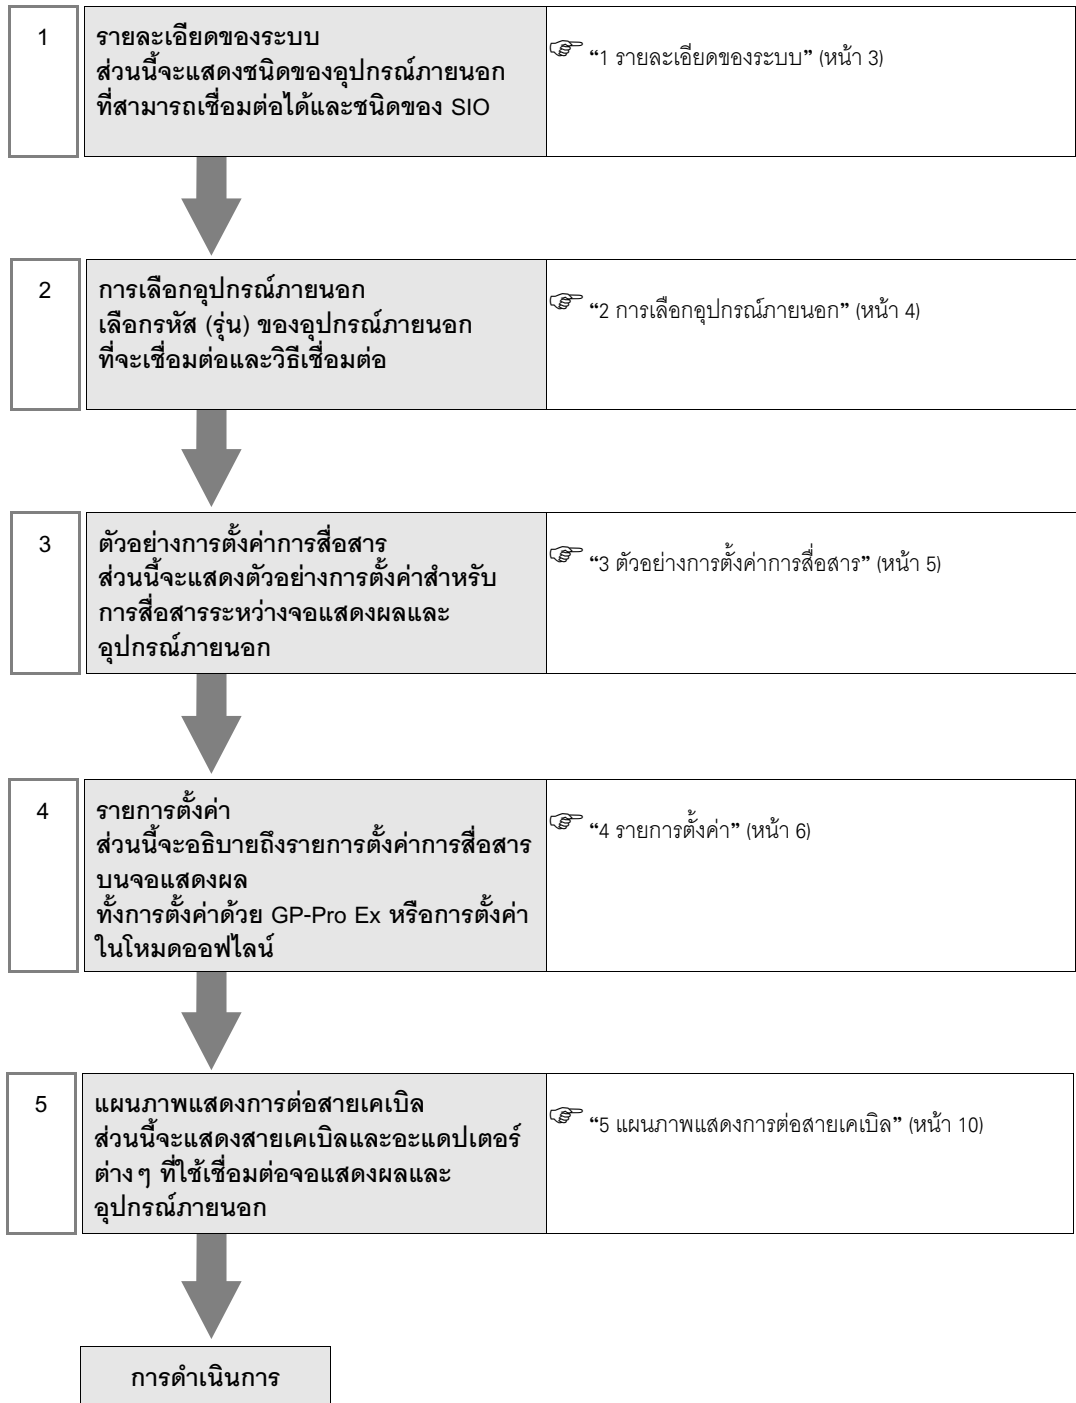 1
รายละเอียดของระบบ
ส่วนนี้จะแสดงชนิดของอุปกรณ์ภายนอก
ที่สามารถเชื่อมต่อได้และชนิดของ SIO
“1 รายละเอียดของระบบ” (หน้า 3)
2
การเลือกอุปกรณ์ภายนอก
เลือกรหัส (รุ่น) ของอุปกรณ์ภายนอก
ที่จะเชื่อมต่อและวิธีเชื่อมต่อ
“2 การเลือกอุปกรณ์ภายนอก” (หน้า 4)
3
ตัวอย่างการตั้งค่าการสื่อสาร
ส่วนนี้จะแสดงตัวอย่างการตั้งค่าสำหรับ
การสื่อสารระหว่างจอแสดงผลและ
อุปกรณ์ภายนอก
“3 ตัวอย่างการตั้งค่าการสื่อสาร” (หน้า 5)
4
รายการตั้งค่า
ส่วนนี้จะอธิบายถึงรายการตั้งค่าการสื่อสาร
บนจอแสดงผล
ทั้งการตั้งค่าด้วย GP-Pro Ex หรือการตั้งค่า
ในโหมดออฟไลน์
“4 รายการตั้งค่า” (หน้า 6)
5
แผนภาพแสดงการต่อสายเคเบิล
ส่วนนี้จะแสดงสายเคเบิลและอะแดปเตอร์
ต่างๆ ที่ใช้เชื่อมต่อจอแสดงผลและ
อุปกรณ์ภายนอก
“5 แผนภาพแสดงการต่อสายเคเบิล” (หน้า 10)
การดำเนินการ